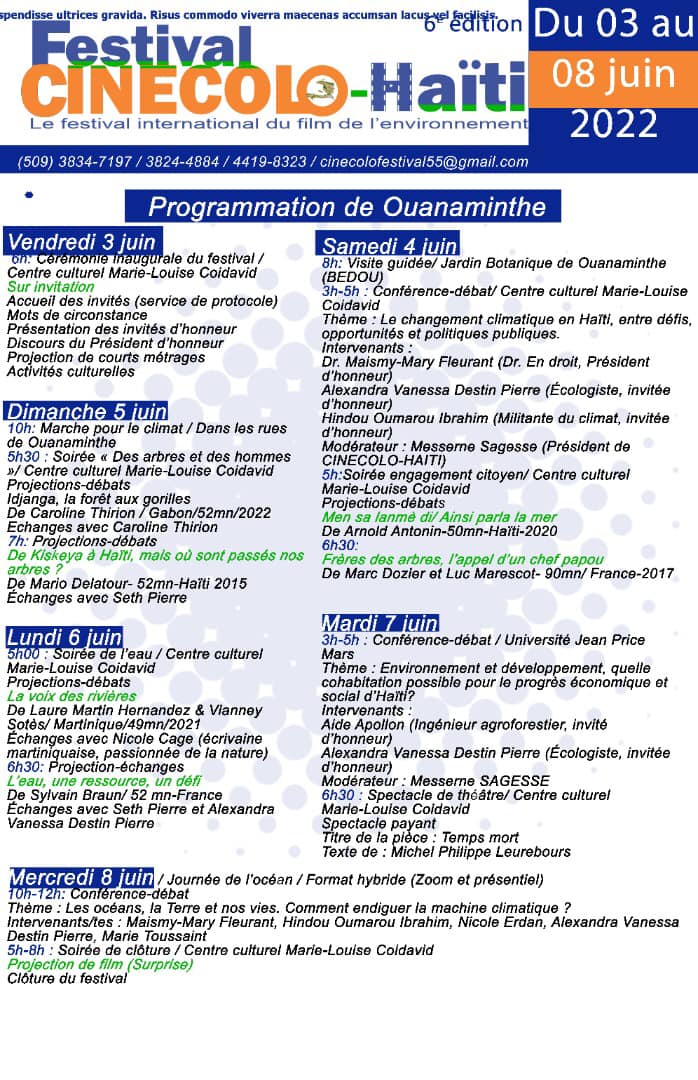 spendisse ultrices gravida. Risus commodo viverra maecenas accumsan lacus vel facilisis.
6e édition
Festival
CINECOLO-Haïti
Le festival international du film de l'environnement
Du 03 au
08 juin
2022
(509) 3834-7197 / 3824-4884 / 4419-8323 / cinecolofestival55@gmail.com
Programmation de Ouanaminthe
Vendredi 3 juin
6h: Cérémonie inaugurale du festival /
Centre culturel Marie-Louise Coidavid
Sur invitation
Accueil des invités (service de protocole)
Mots de circonstance
Présentation des invités d'honneur
Discours du Président d'honneur
Projection de courts métrages
Activités culturelles
Samedi 4 juin
8h: Visite guidée/ Jardin Botanique de Ouanaminthe
(BEDOU)
3h-5h : Conférence-débat/ Centre culturel Marie-Louise
Coidavid
Thème : Le changement climatique en Haïti, entre défis,
opportunités et politiques publiques.
Intervenants :
Dr. Maismy-Mary Fleurant (Dr. En droit, Président
d'honneur)
Alexandra Vanessa Destin Pierre (Écologiste, invitée
d'honneur)
Hindou Oumarou Ibrahim (Militante du climat, invitée
d'honneur)
Modérateur : Messerne Sagesse (Président de
CINECOLO-HAITI)
5h:Soirée engagement citoyen/ Centre culturel
Marie-Louise Coidavid
Projections-débats
Men sa lanmè di/ Ainsi parla la mer
De Arnold Antonin-50mn-Haïti-2020
6h30:
Frères des arbres, l'appel d'un chef papou
De Marc Dozier et Luc Marescot- 90mn/ France-2017
Dimanche 5 juin
10h: Marche pour le climat / Dans les rues
de Ouanaminthe
5h30 : Soirée « Des arbres et des hommes
»/ Centre culturel Marie-Louise Coidavid
Projections-débats
Idjanga, la forêt aux gorilles
De Caroline Thirion / Gabon/52mn/2022
Echanges avec Caroline Thirion
7h: Projections-débats
De Kiskeya à Haïti, mais où sont passés nos
arbres ?
De Mario Delatour- 52mn-Haïti 2015
Échanges avec Seth Pierre
Lundi 6 juin
5h00 : Soirée de l'eau / Centre culturel
Marie-Louise Coidavid
Projections-débats
La voix des rivières
De Laure Martin Hernandez & Vianney
Sotès/ Martinique/49mn/2021
Échanges avec Nicole Cage (écrivaine
martiniquaise, passionnée de la nature)
6h30: Projection-échanges
L'eau, une ressource, un défi
De Sylvain Braun/ 52 mn-France
Échanges avec Seth Pierre et Alexandra
Vanessa Destin Pierre
Mardi 7 juin
3h-5h : Conférence-débat / Université Jean Price
Mars
Thème : Environnement et développement, quelle
cohabitation possible pour le progrès économique et
social d'Haïti?
Intervenants :
Aide Apollon (Ingénieur agroforestier, invité
d'honneur)
Alexandra Vanessa Destin Pierre (Écologiste, invitée
d'honneur)
Modérateur : Messerne SAGESSE
6h30 : Spectacle de théâtre/ Centre culturel
Marie-Louise Coidavid
Spectacle payant
Titre de la pièce : Temps mort
Texte de : Michel Philippe Leurebours
Mercredi 8 juin / Journée de l'océan / Format hybride (Zoom et présentiel)
10h-12h: Conférence-débat
Thème : Les océans, la Terre et nos vies. Comment endiguer la machine climatique ?
Intervenants/tes : Maismy-Mary Fleurant, Hindou Oumarou Ibrahim, Nicole Erdan, Alexandra Vanessa
Destin Pierre, Marie Toussaint
5h-8h : Soirée de clôture / Centre culturel Marie-Louise Coidavid
Projection de film (Surprise)
Clôture du festival